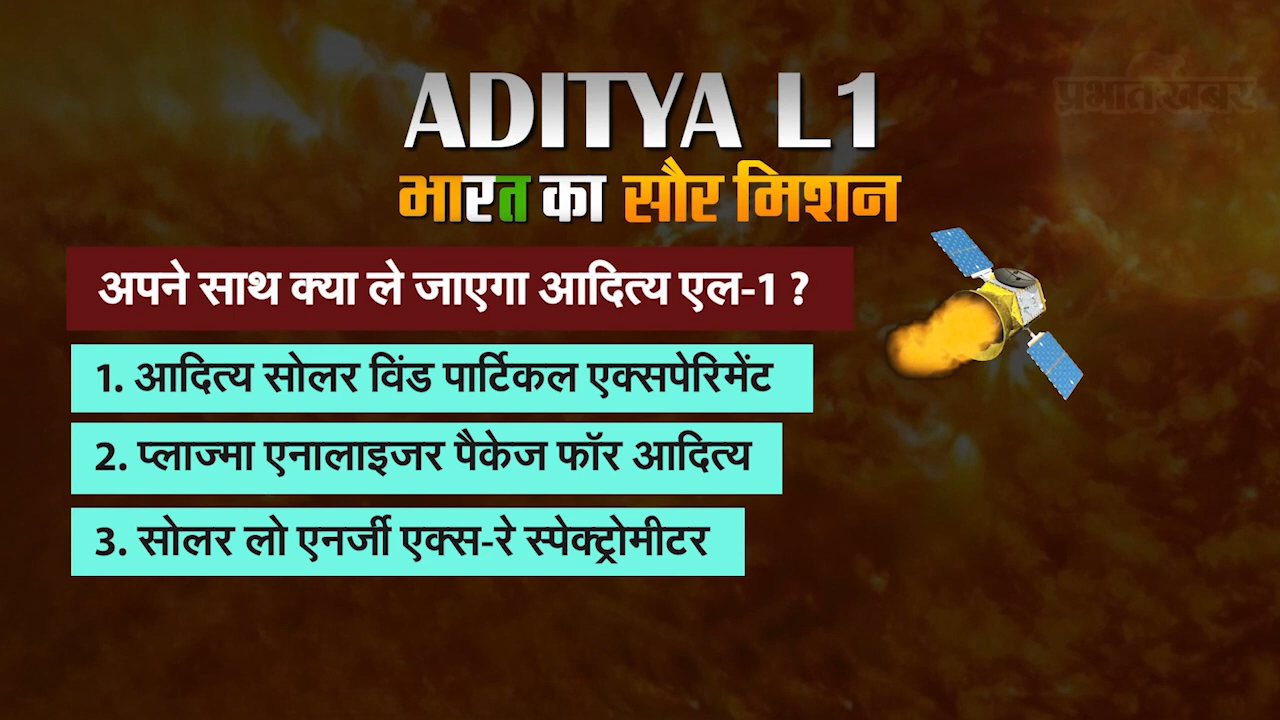 ADITYA L1
प्रभात खबर
भारत का सौर मिशन
अपने साथ क्या ले जाएगा आदित्य एल-1 ?
1. आदित्य सोलर विंड पार्टिकल एक्सपेरिमेंट
2. प्लाज्मा एनालाइजर पैकेज फॉर आदित्य
3. सोलर लो एनर्जी एक्स-रे स्पेक्ट्रोमीटर